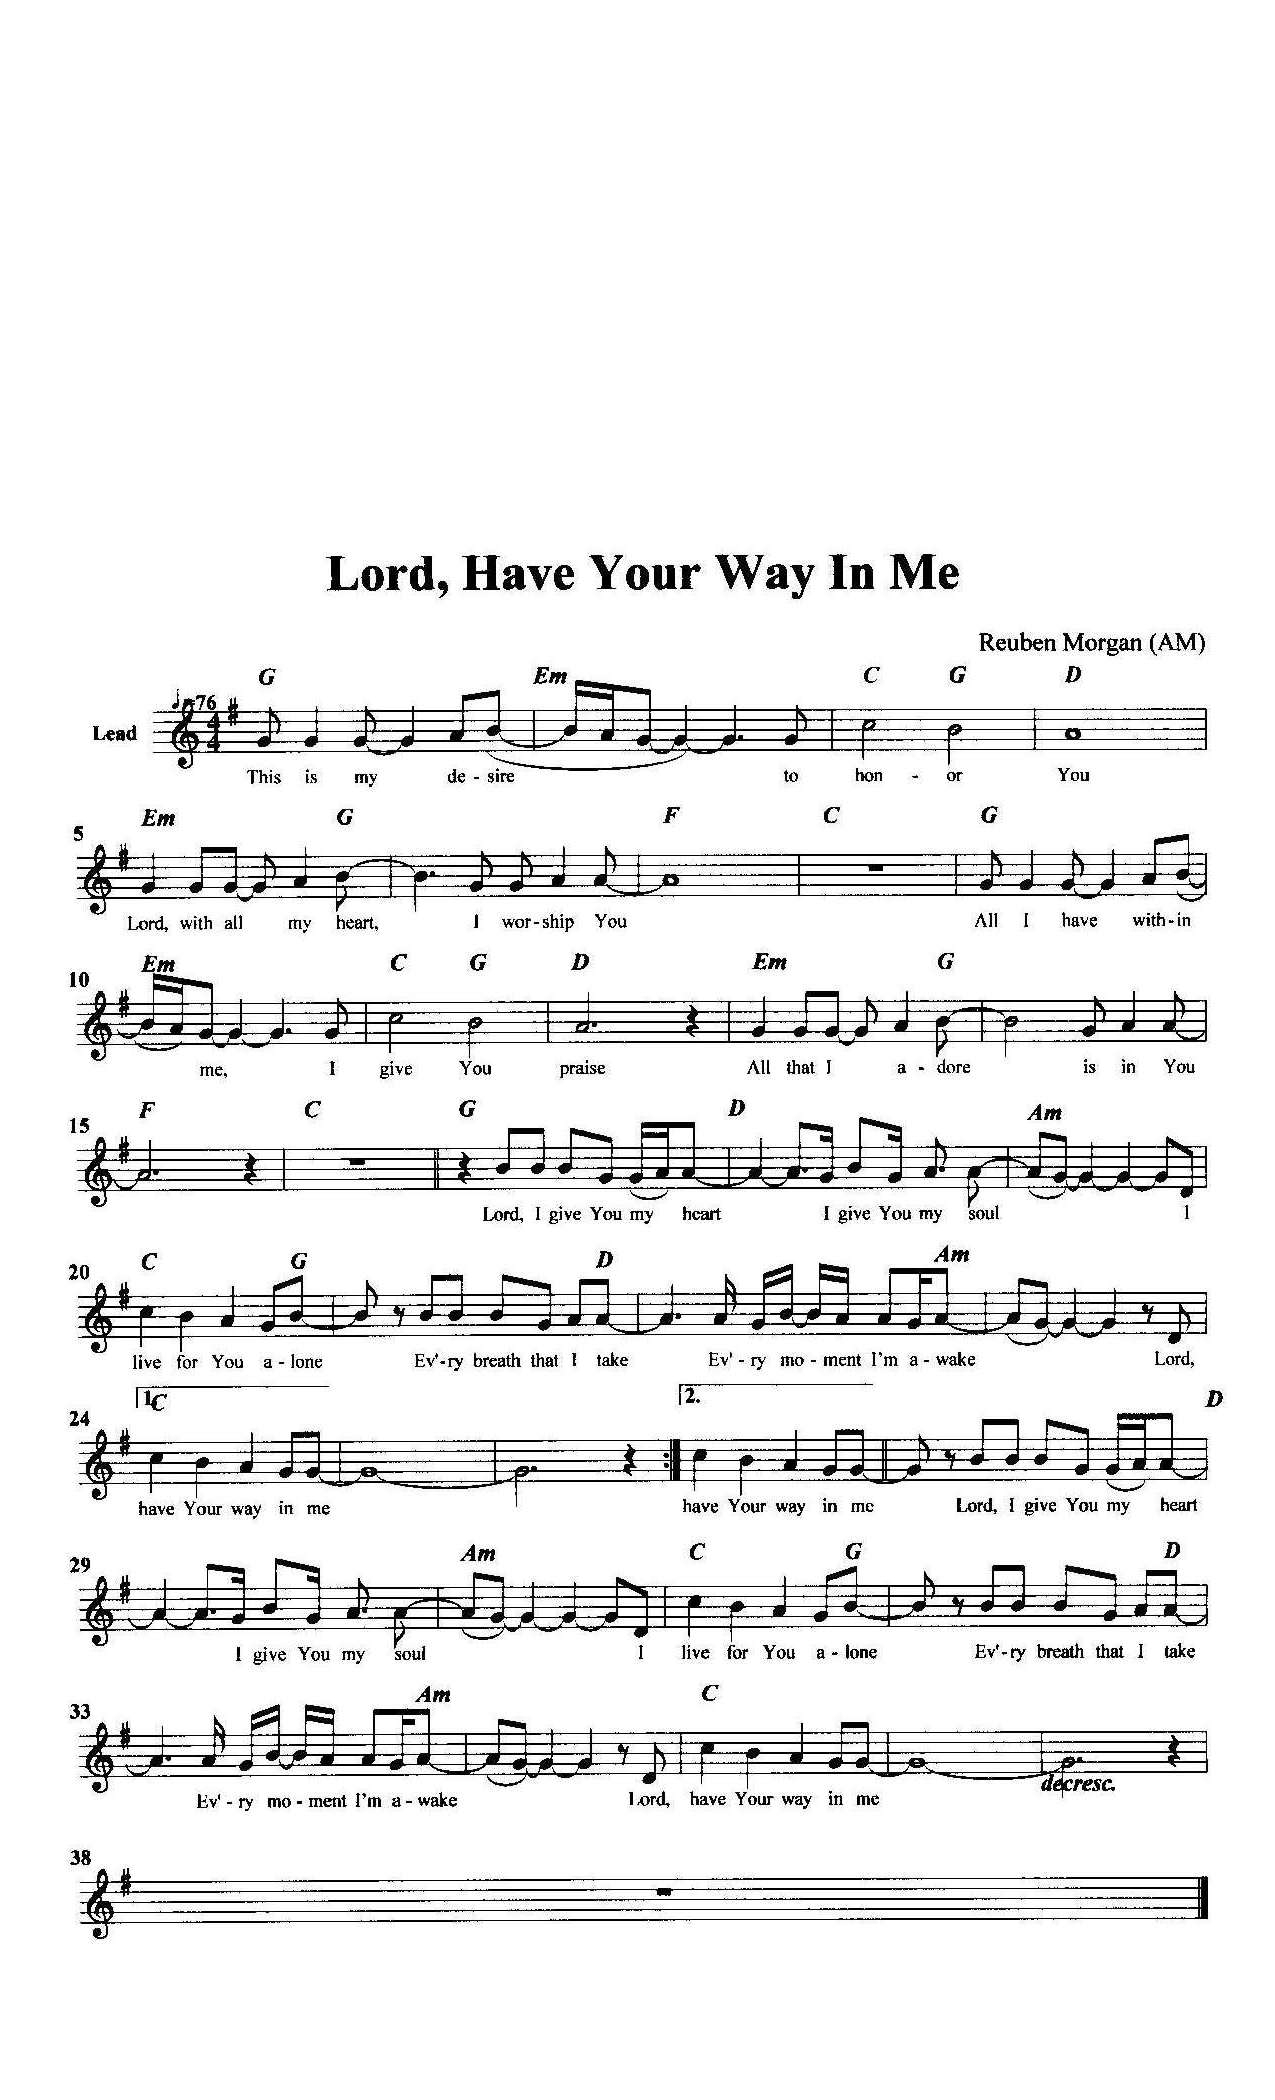 Lord, Have Your Way In Me
Reuben Morgan (AM)
♩=76
G Em C G D
Lead
4
4
This is my de - sire to hon - or You
5
Em G F C G
Lord, with all my heart, I wor - ship You All I have with - in
10
Em C G D Em G
me, I give You praise All that I a - dore is in You
15
F C G D Am
Lord, I give You my heart I give You my soul I
20
C G D Am
live for You a - lone Ev' - ry breath that I take Ev' - ry mo - ment I'm a - wake Lord,
24
1. C 2. D
have Your way in me have Your way in me Lord, I give You my heart
29
Am C G D
I give You my soul I live for You a - lone Ev' - ry breath that I take
33
Am C
decresc.
Ev' - ry mo - ment I'm a - wake Lord, have Your way in me
38